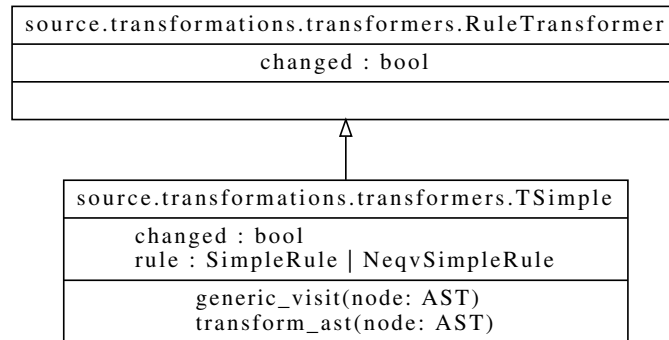 source.transformations.transformers.RuleTransformer
changed : bool
source.transformations.transformers.TSimple
changed : bool
rule : SimpleRule | NeqvSimpleRule
generic_visit(node: AST)
transform_ast(node: AST)